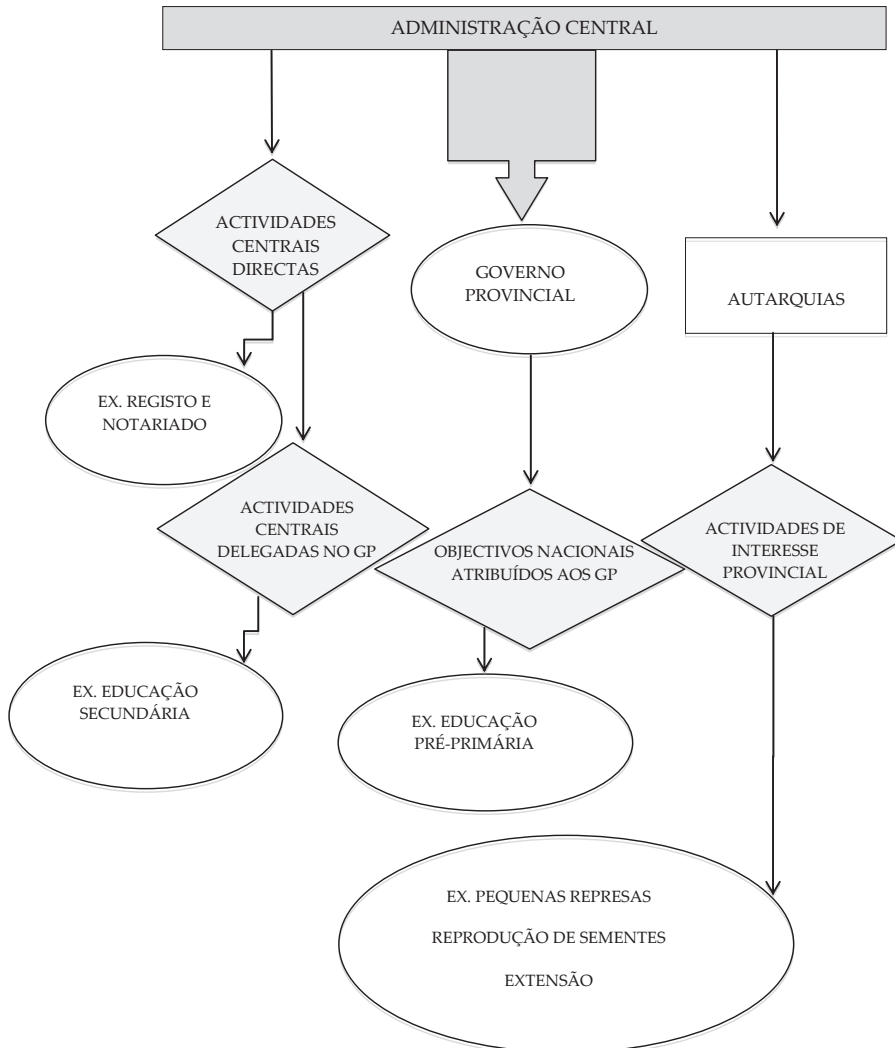 ADMINISTRAÇÃO CENTRAL
ACTIVIDADES
CENTRAIS
DIRECTAS
GOVERNO
PROVINCIAL
AUTARQUIAS
EX. REGISTO E
NOTARIADO
ACTIVIDADES
CENTRAIS
DELEGADAS NO GP
OBJECTIVOS NACIONAIS
ATRIBUÍDOS AOS GP
ACTIVIDADES DE
INTERESSE
PROVINCIAL
EX. EDUCAÇÃO
SECUNDÁRIA
EX. EDUCAÇÃO
PRÉ-PRIMÁRIA
EX. PEQUENAS REPRESAS
REPRODUÇÃO DE SEMENTES
EXTENSÃO